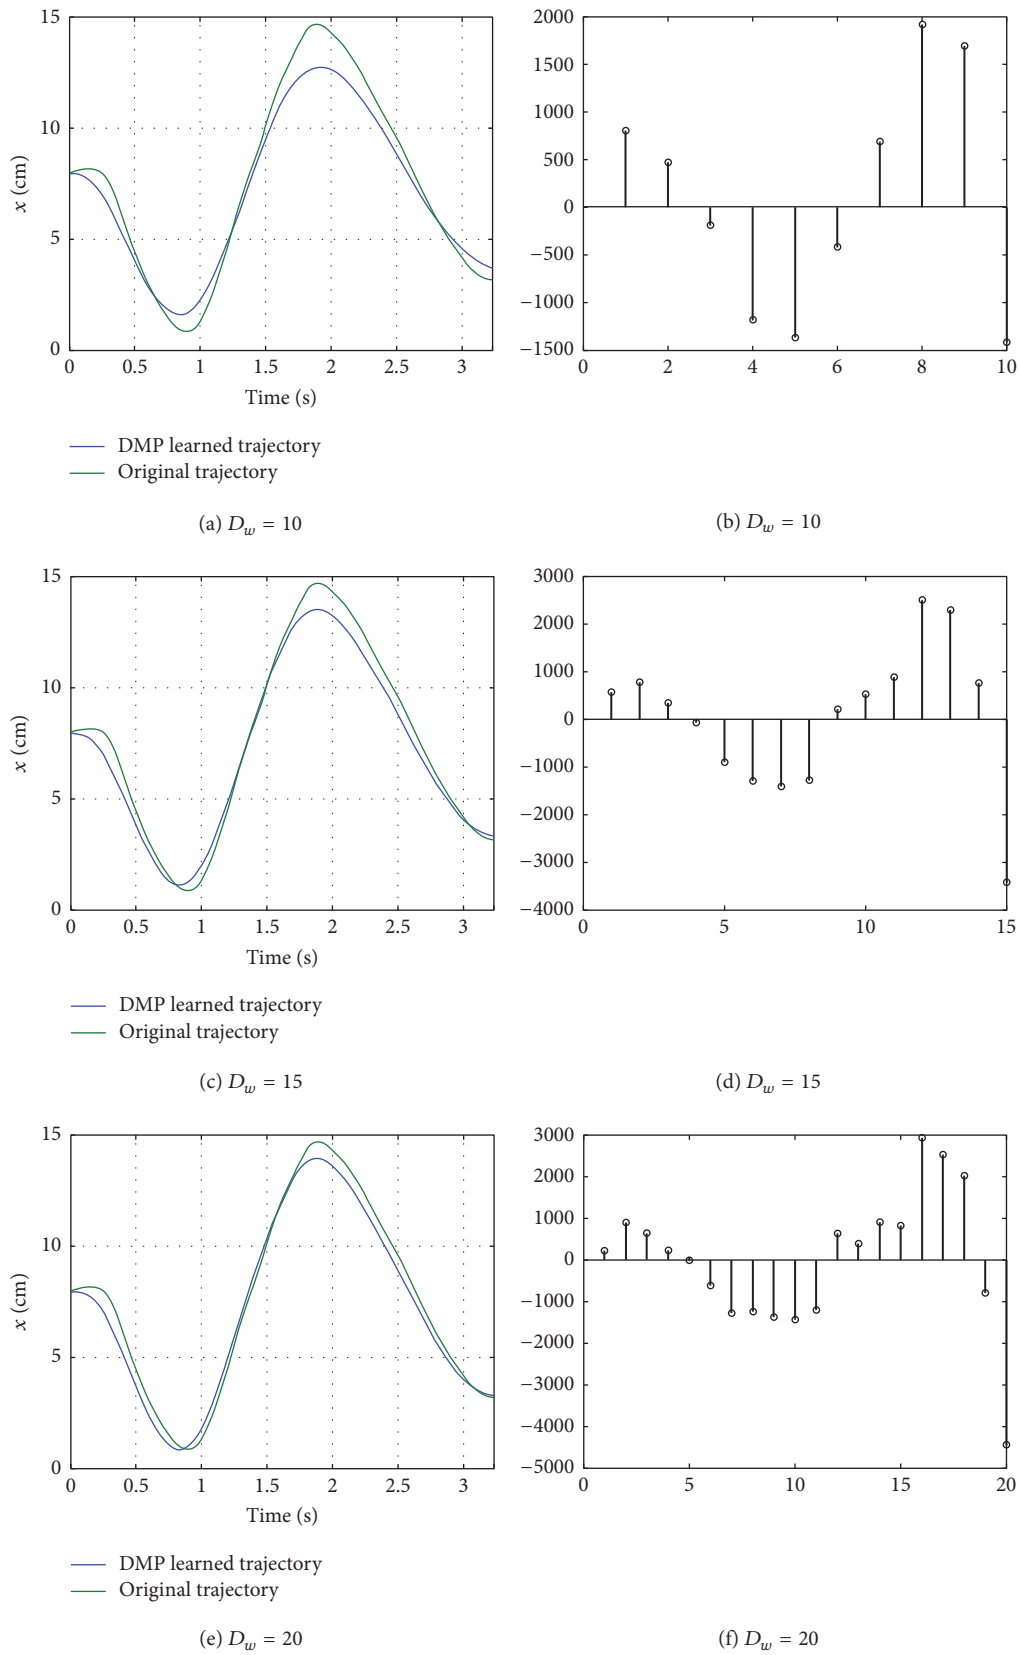 15
10
5
0
x (cm)
0 0.5 1 1.5 2 2.5 3
Time (s)
DMP learned trajectory
Original trajectory
(a) D_w = 10
2000
1500
1000
500
0
−500
−1000
−1500
0 2 4 6 8 10
(b) D_w = 10
15
10
5
0
x (cm)
0 0.5 1 1.5 2 2.5 3
Time (s)
DMP learned trajectory
Original trajectory
(c) D_w = 15
3000
2000
1000
0
−1000
−2000
−3000
−4000
0 5 10 15
(d) D_w = 15
15
10
5
0
x (cm)
0 0.5 1 1.5 2 2.5 3
Time (s)
DMP learned trajectory
Original trajectory
(e) D_w = 20
3000
2000
1000
0
−1000
−2000
−3000
−4000
−5000
0 5 10 15 20
(f) D_w = 20